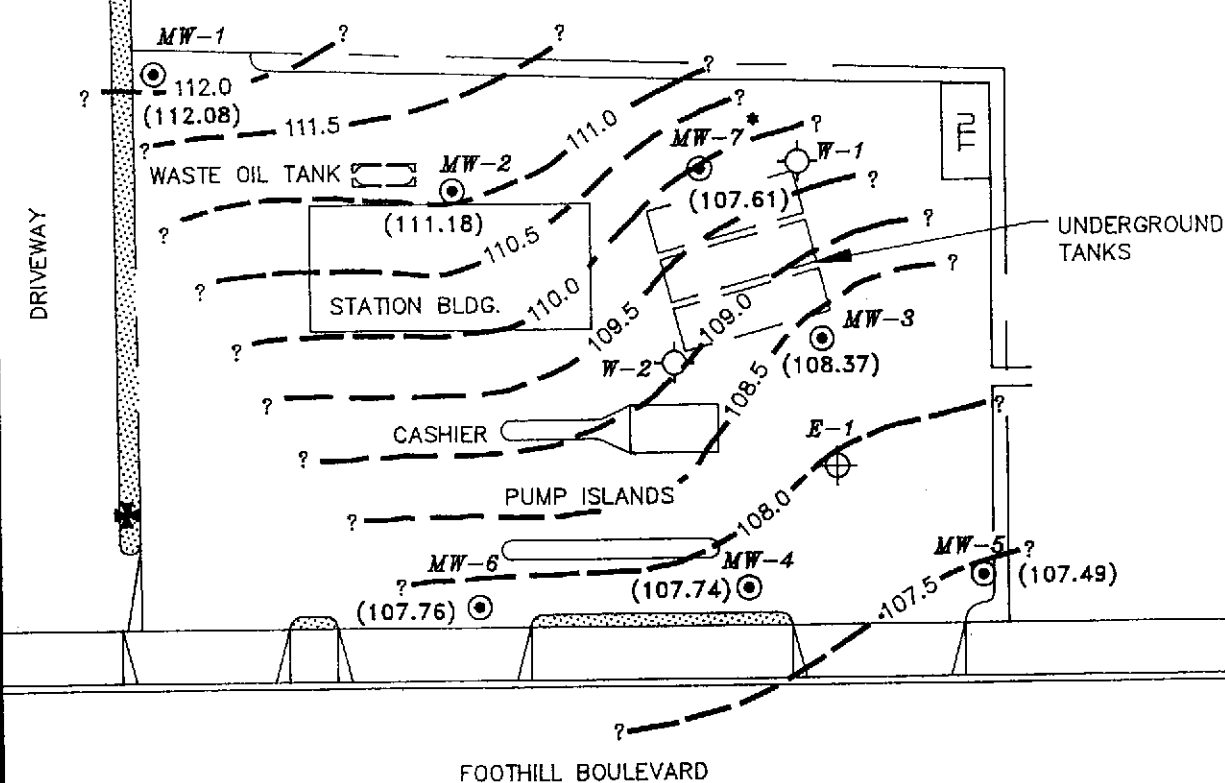 MW-1
?
?
?
112.0
(112.08)
?
111.5
?
111.0
?
MW-7*
?
W-1
WASTE OIL TANK
MW-2
(111.18)
(107.61)
?
?
?
UNDERGROUND
TANKS
DRIVEWAY
110.5
?
?
STATION BLDG.
110.0
109.5
109.0
MW-3
(108.37)
?
W-2
108.5
?
?
CASHIER
E-1
?
PUMP ISLANDS
?
108.0
MW-6
(107.76)
?
MW-4
(107.74)
MW-5
?
(107.49)
107.5
?
FOOTHILL BOULEVARD